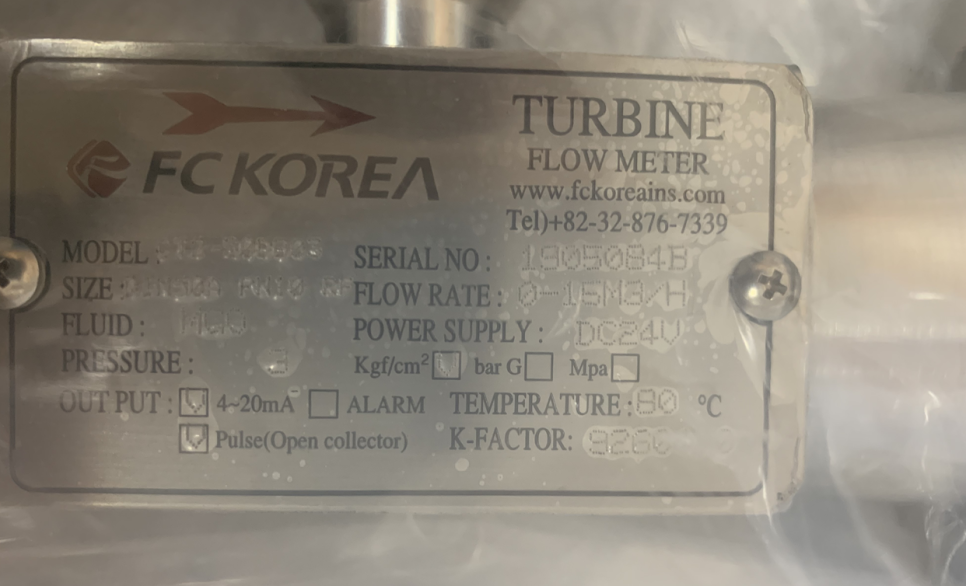 FC KOREA
TURBINE
FLOW METER
www.fckoreains.com
Tel)+82-32-876-7339
MODEL :
SERIAL NO : 1905084B
SIZE :
FLOW RATE : 0-15M3/H
FLUID :
POWER SUPPLY : DC24V
PRESSURE : 3 Kgf/cm² bar G Mpa
OUT PUT : 4~20mA ALARM TEMPERATURE : 80 °C
Pulse(Open collector) K-FACTOR: